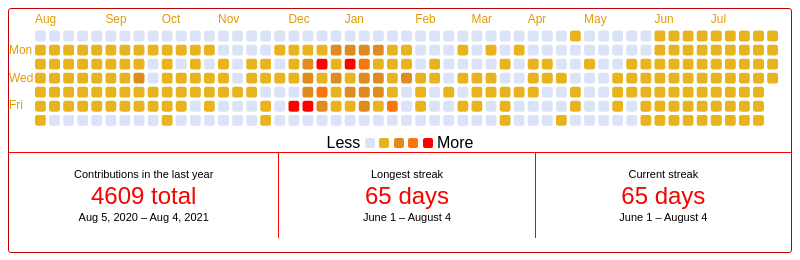 Aug Sep Oct Nov Dec Jan Feb Mar Apr May Jun Jul
Mon
Wed
Fri
Less More
Contributions in the last year
4609 total
Aug 5, 2020 – Aug 4, 2021
Longest streak
65 days
June 1 – August 4
Current streak
65 days
June 1 – August 4